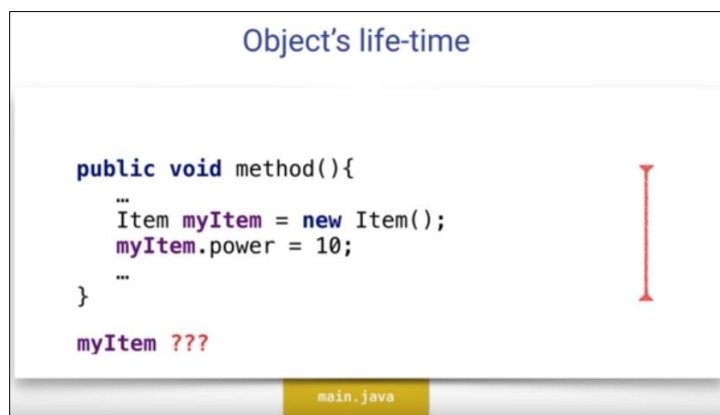 Object's life-time
public void method(){
…
Item myItem = new Item();
myItem.power = 10;
…
}
myItem ???
main.java